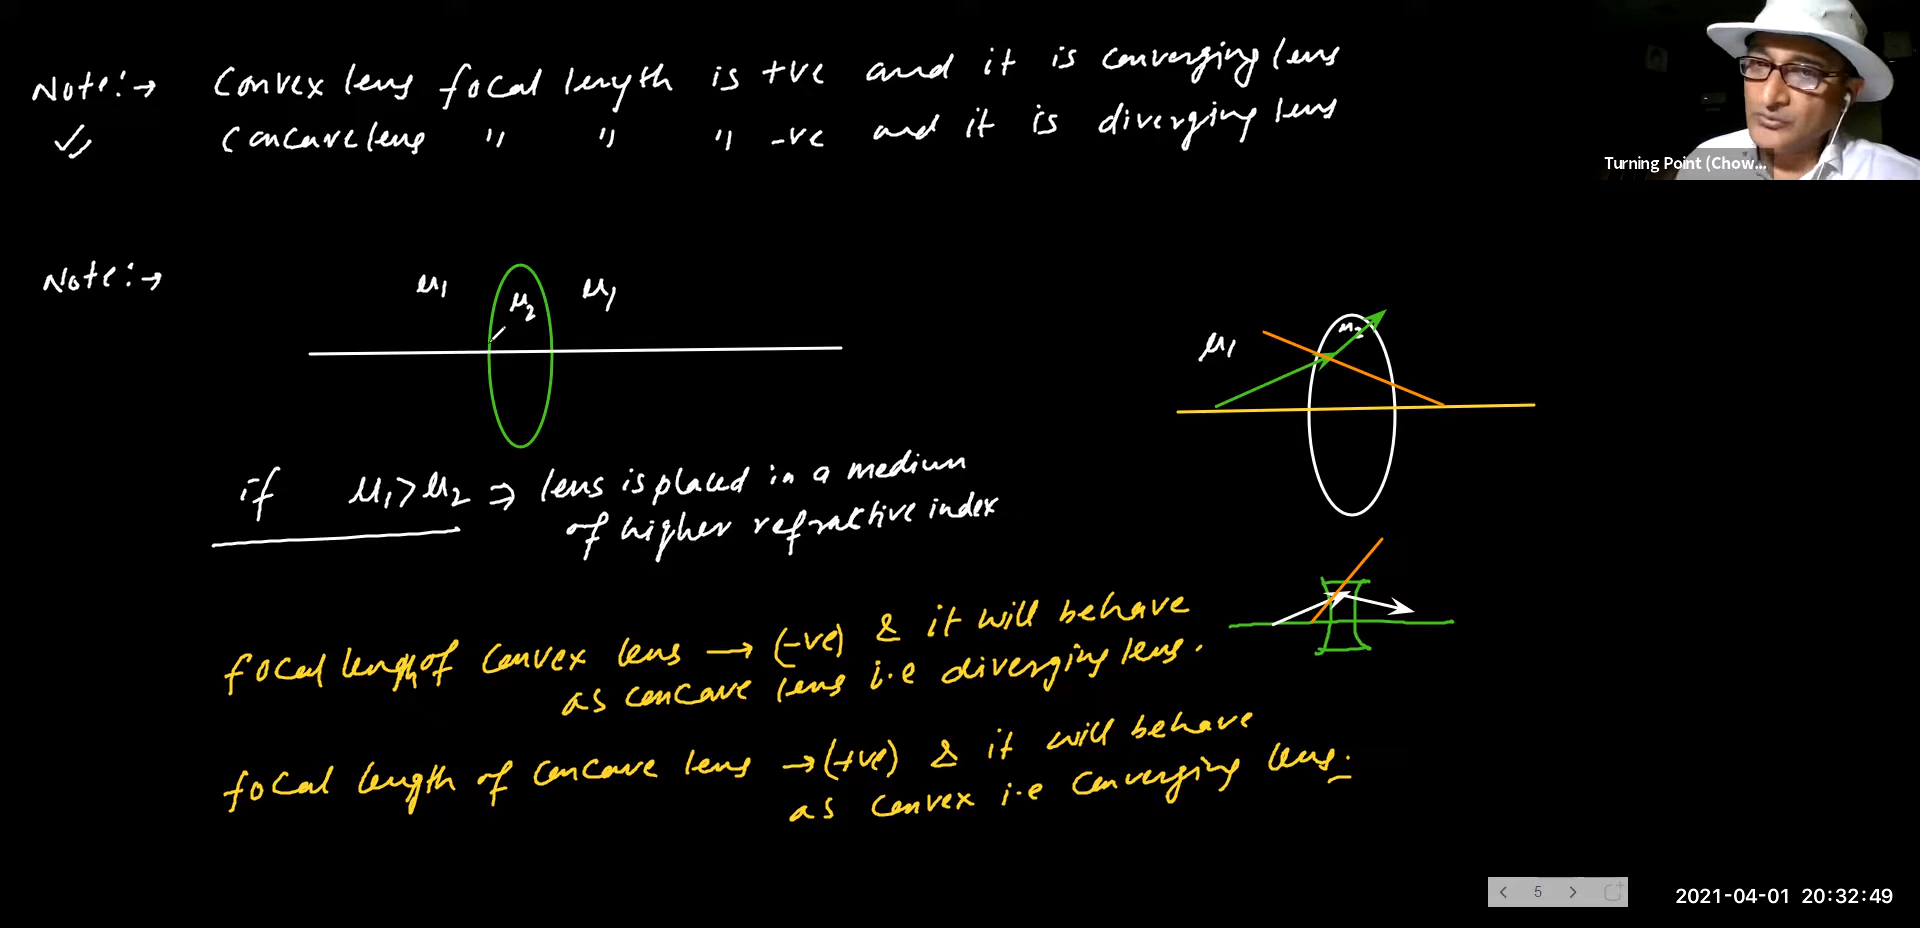 Note:→ Convex lens focal length is +ve and it is converging lens
Concave lens " " " -ve and it is diverging lens
Turning Point (Chow...
Note:→
μ1 μ2 μ1
μ1 μ2
if μ1>μ2 ⇒ lens is placed in a medium
of higher refractive index
focal length of convex lens → (-ve) & it will behave
as concave lens i.e diverging lens.
focal length of concave lens → (+ve) & it will behave
as convex i.e converging lens.
5
2021-04-01 20:32:49